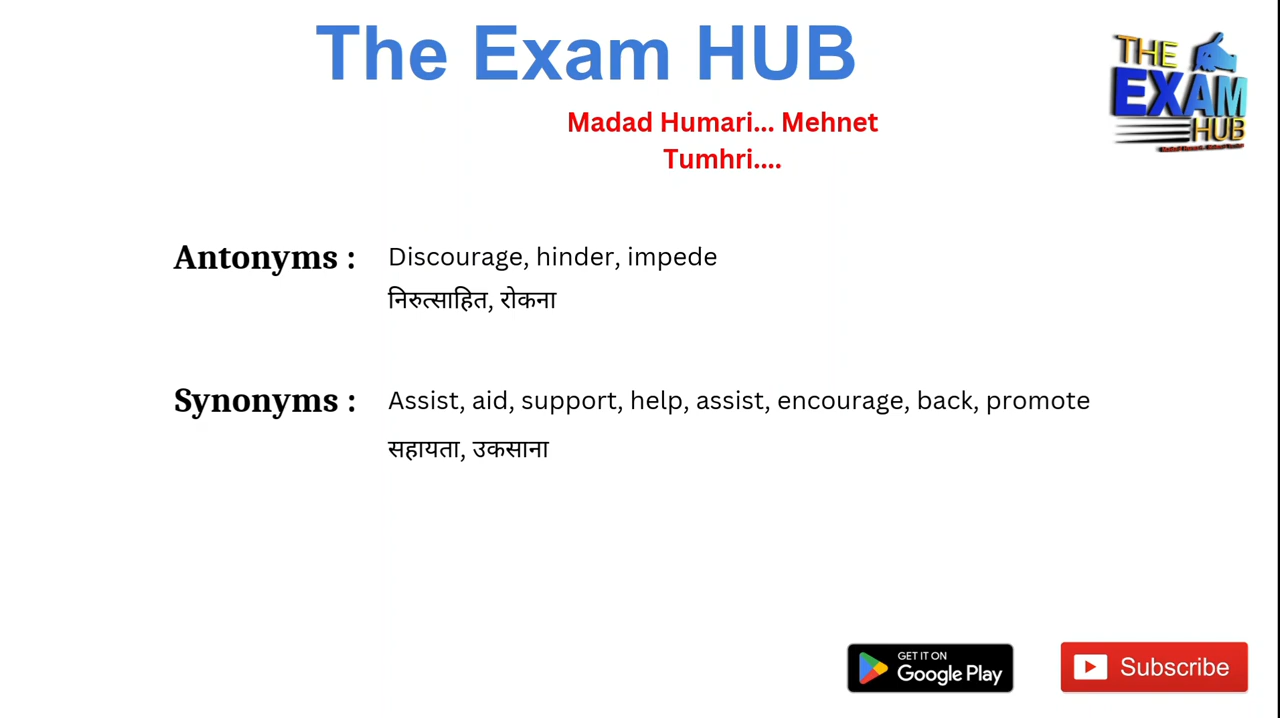 The Exam HUB
Madad Humari... Mehnet
Tumhri....
THE
EXAM
HUB
Antonyms : Discourage, hinder, impede
निरुत्साहित, रोकना
Synonyms : Assist, aid, support, help, assist, encourage, back, promote
सहायता, उकसाना
GET IT ON
Google Play
Subscribe